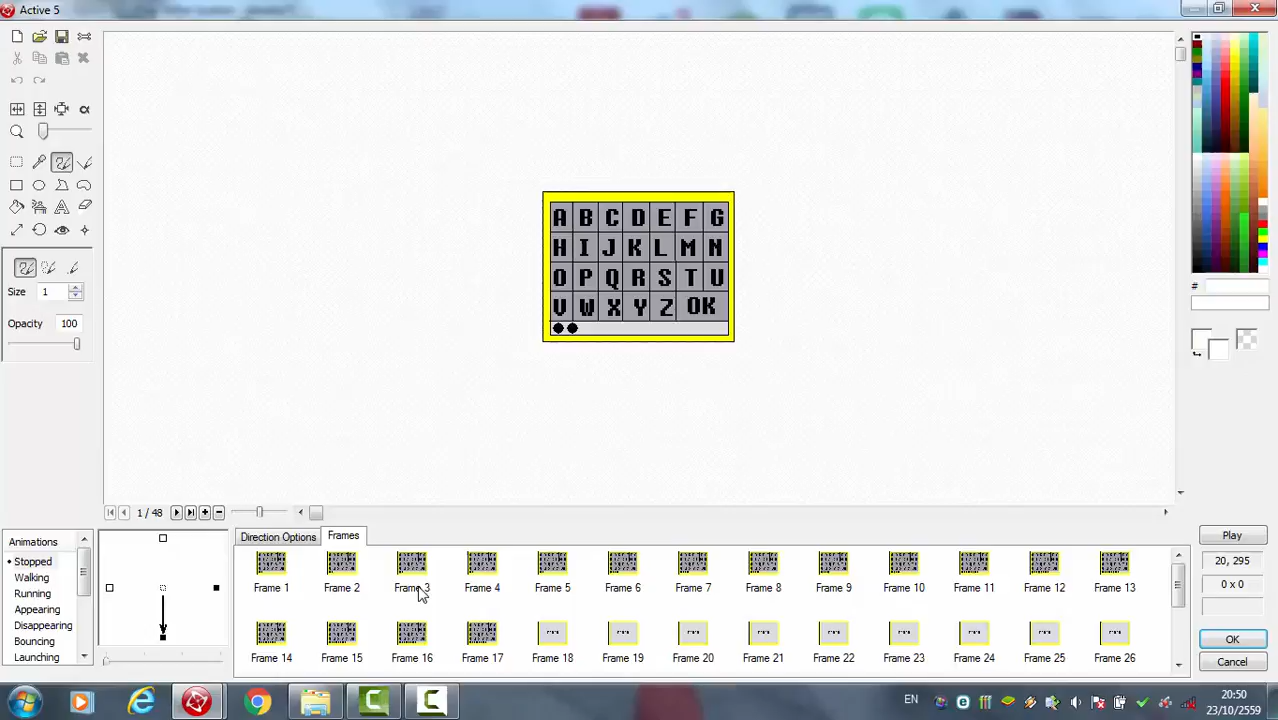 Active 5
A B C D E F G
H I J K L M N
O P Q R S T U
V W X Y Z OK
Size 1
Opacity 100
#
1 / 48
Animations
Stopped
Walking
Running
Appearing
Disappearing
Bouncing
Launching
Direction Options Frames
Frame 1 Frame 2 Frame 3 Frame 4 Frame 5 Frame 6 Frame 7 Frame 8 Frame 9 Frame 10 Frame 11 Frame 12 Frame 13
Frame 14 Frame 15 Frame 16 Frame 17 Frame 18 Frame 19 Frame 20 Frame 21 Frame 22 Frame 23 Frame 24 Frame 25 Frame 26
Play
20, 295
0 x 0
OK
Cancel
EN
20:50
23/10/2559